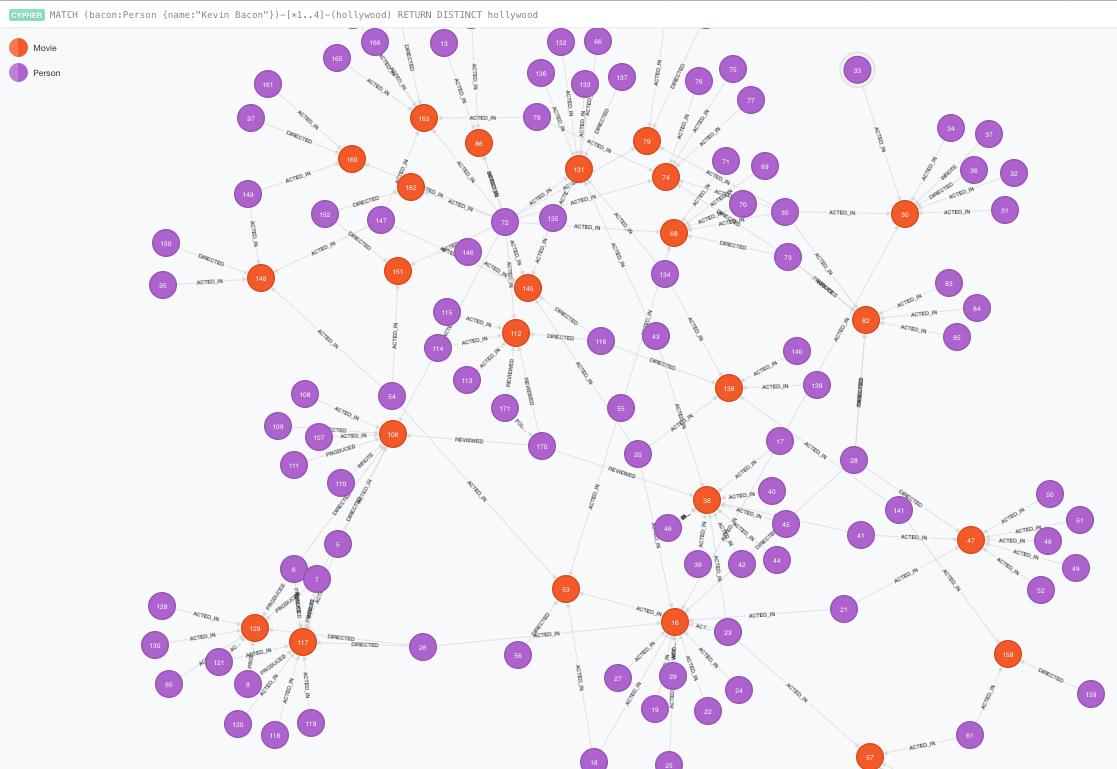 CYPHER MATCH (bacon:Person {name:"Kevin Bacon"})-[*1..4]-(hollywood) RETURN DISTINCT hollywood
Movie
Person
166 13 132 66
165 136 133 137 76 75 33
161 77
97 163 78 79 34 37
86
160 131 74 71 69 36 32
149 162 70 31
152 147 72 135 68 35 30
150 146 134 73
148 151 83
95 145 84
115 112 116 43 82 85
114 140
113 138 139
108 54 171 55
109 107 106 170 20 17 28
111
110 38 40 50
46 45 141 51
5 41 47 48
6 7 39 42 44 49
53 52
128 16 21
129 117 23
130 26 56 158
121
65 8 27 29 24 159
120 118 119 19 22
61
18 25 57
ACTED_IN
DIRECTED
PRODUCED
WROTE
REVIEWED